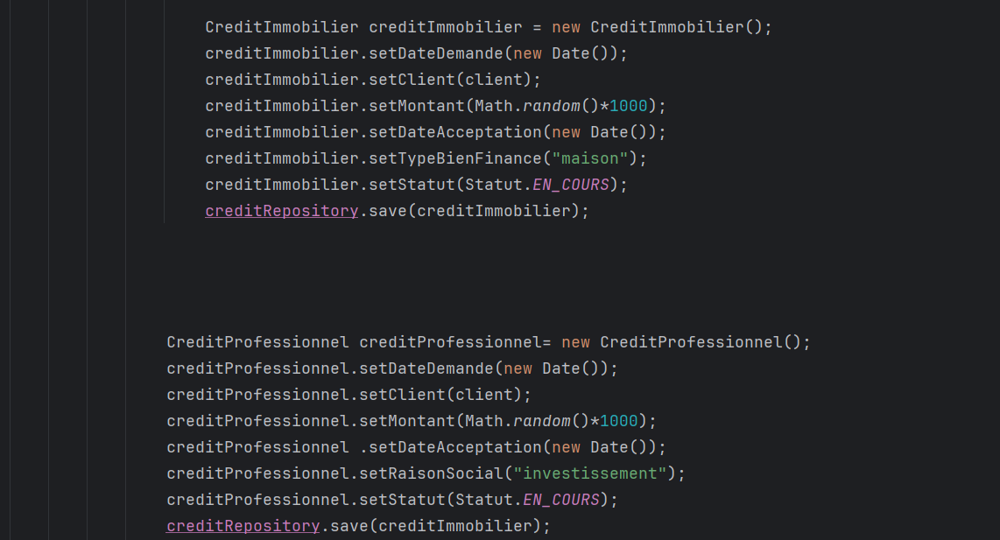 CreditImmobilier creditImmobilier = new CreditImmobilier();
creditImmobilier.setDateDemande(new Date());
creditImmobilier.setClient(client);
creditImmobilier.setMontant(Math.random()*1000);
creditImmobilier.setDateAcceptation(new Date());
creditImmobilier.setTypeBienFinance("maison");
creditImmobilier.setStatut(Statut.EN_COURS);
creditRepository.save(creditImmobilier);
CreditProfessionnel creditProfessionnel= new CreditProfessionnel();
creditProfessionnel.setDateDemande(new Date());
creditProfessionnel.setClient(client);
creditProfessionnel.setMontant(Math.random()*1000);
creditProfessionnel .setDateAcceptation(new Date());
creditProfessionnel.setRaisonSocial("investissement");
creditProfessionnel.setStatut(Statut.EN_COURS);
creditRepository.save(creditImmobilier);